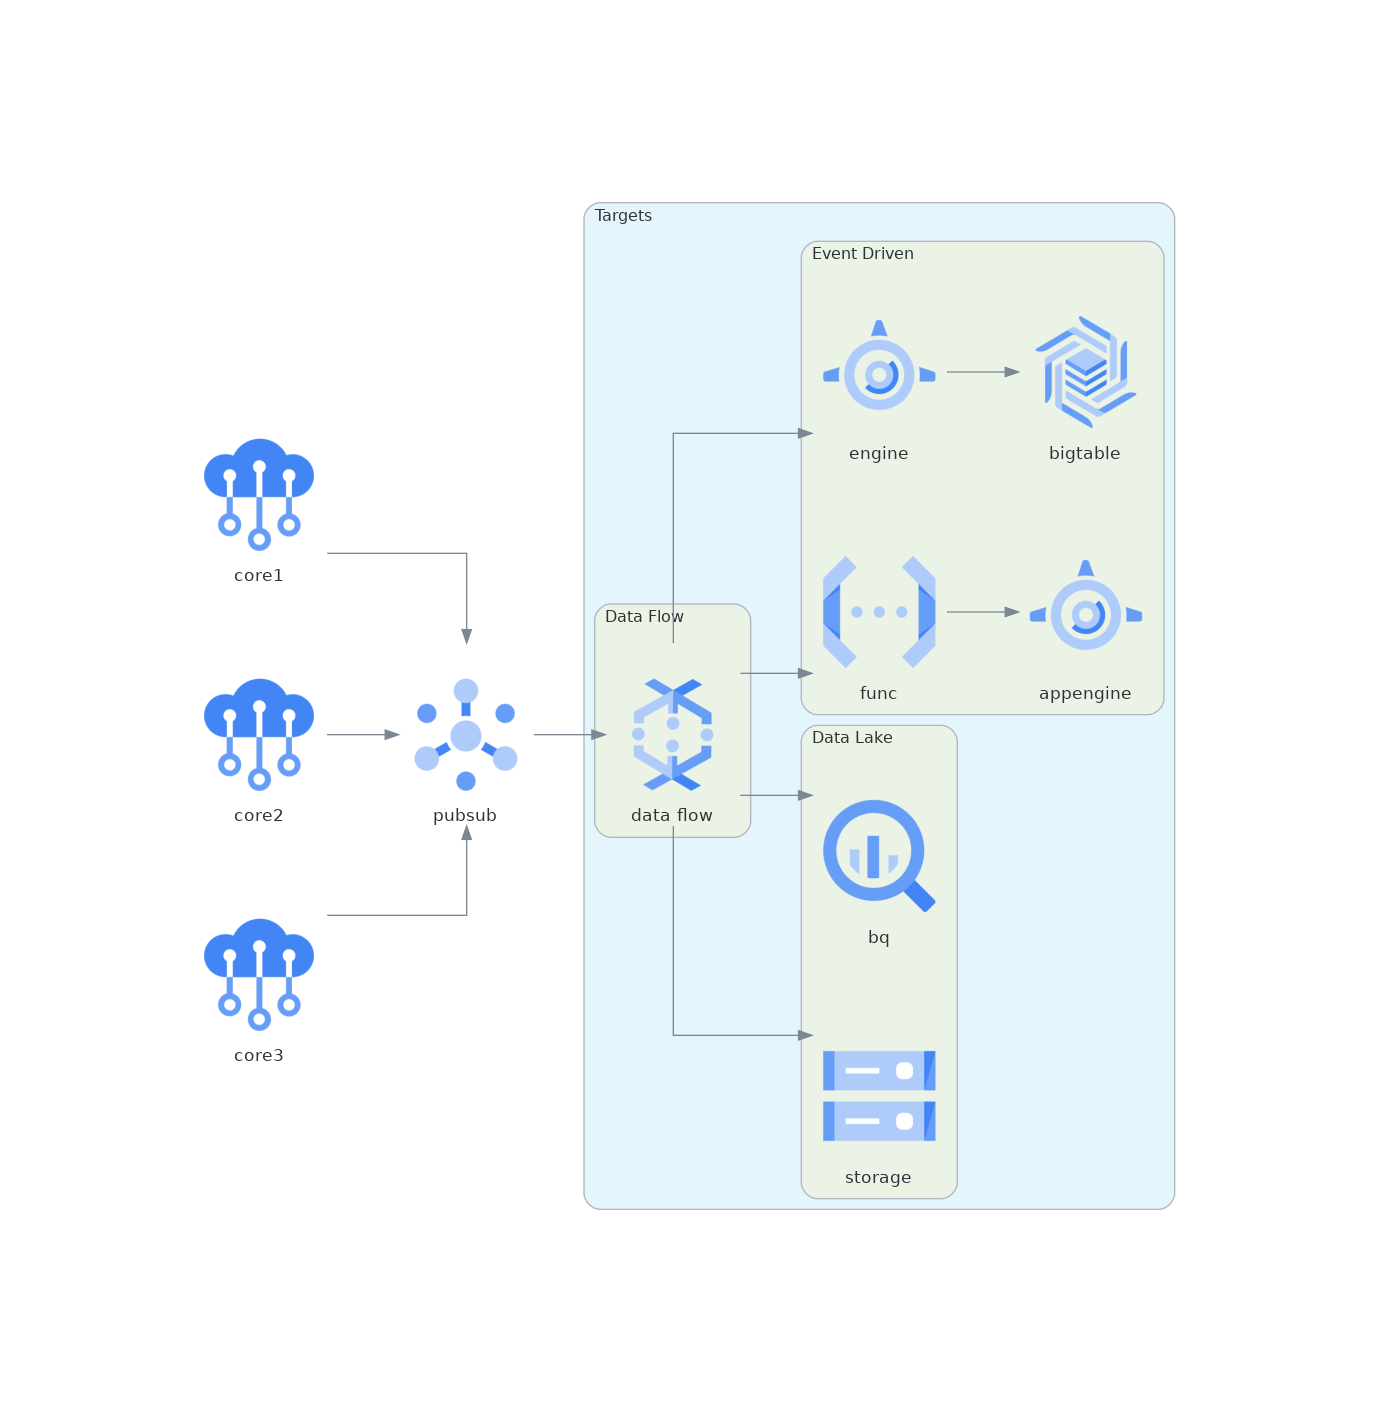 Targets
Event Driven
engine
bigtable
core1
Data Flow
func
appengine
Data Lake
core2
pubsub
data flow
bq
core3
storage